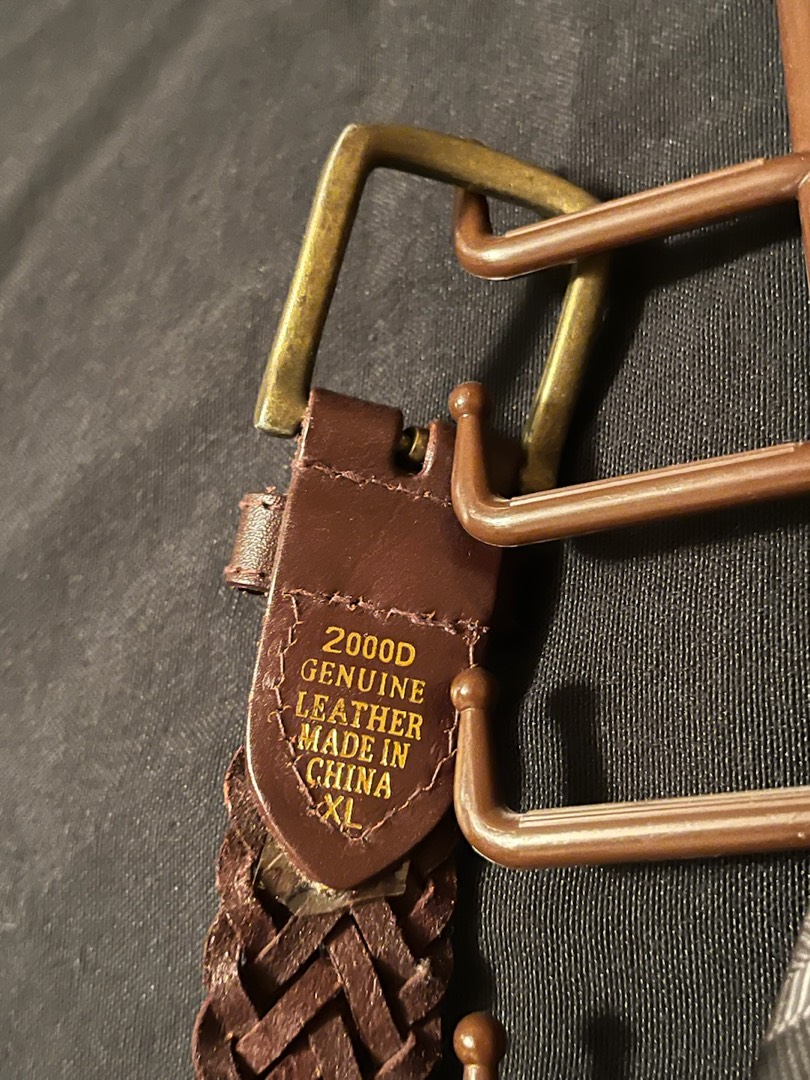 2000D
GENUINE
LEATHER
MADE IN
CHINA
XL